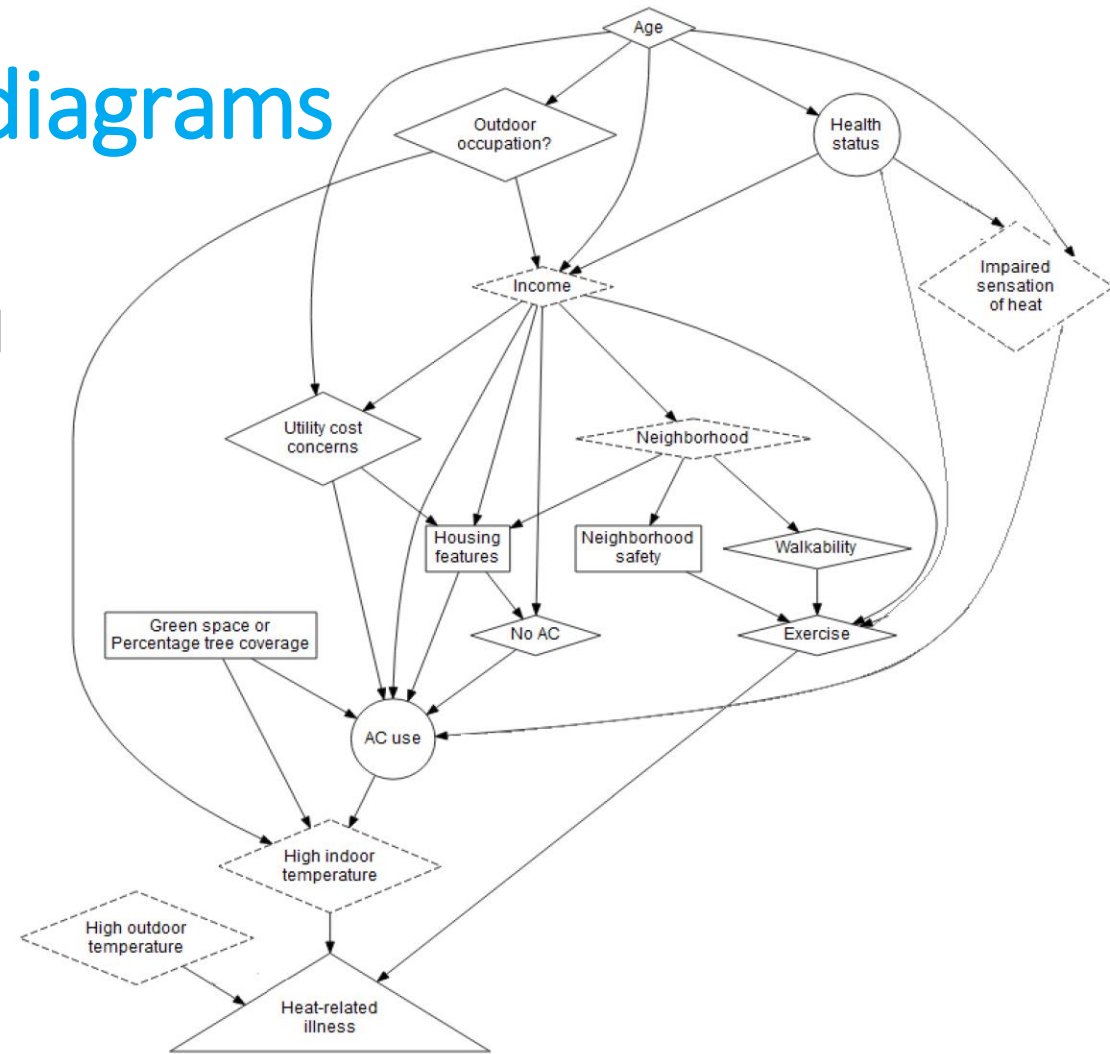 diagrams
Age
Outdoor
occupation?
Health
status
Impaired
sensation
of heat
Income
Utility cost
concerns
Neighborhood
Housing
features
Neighborhood
safety
Walkability
Green space or
Percentage tree coverage
No AC
Exercise
AC use
High indoor
temperature
High outdoor
temperature
Heat-related
illness